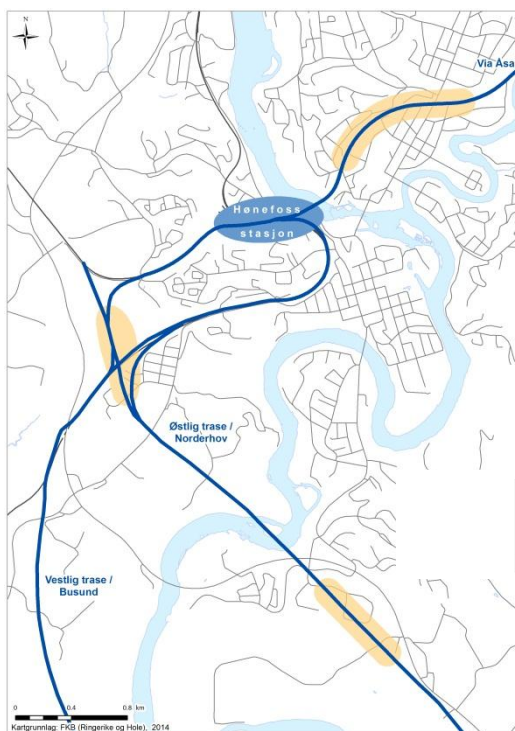 N
Via Åsa
Hønefoss
stasjon
Østlig trase /
Norderhov
Vestlig trase /
Busund
0 0.4 0.8 km
Kartgrunnlag: FKB (Ringerike og Hole), 2014